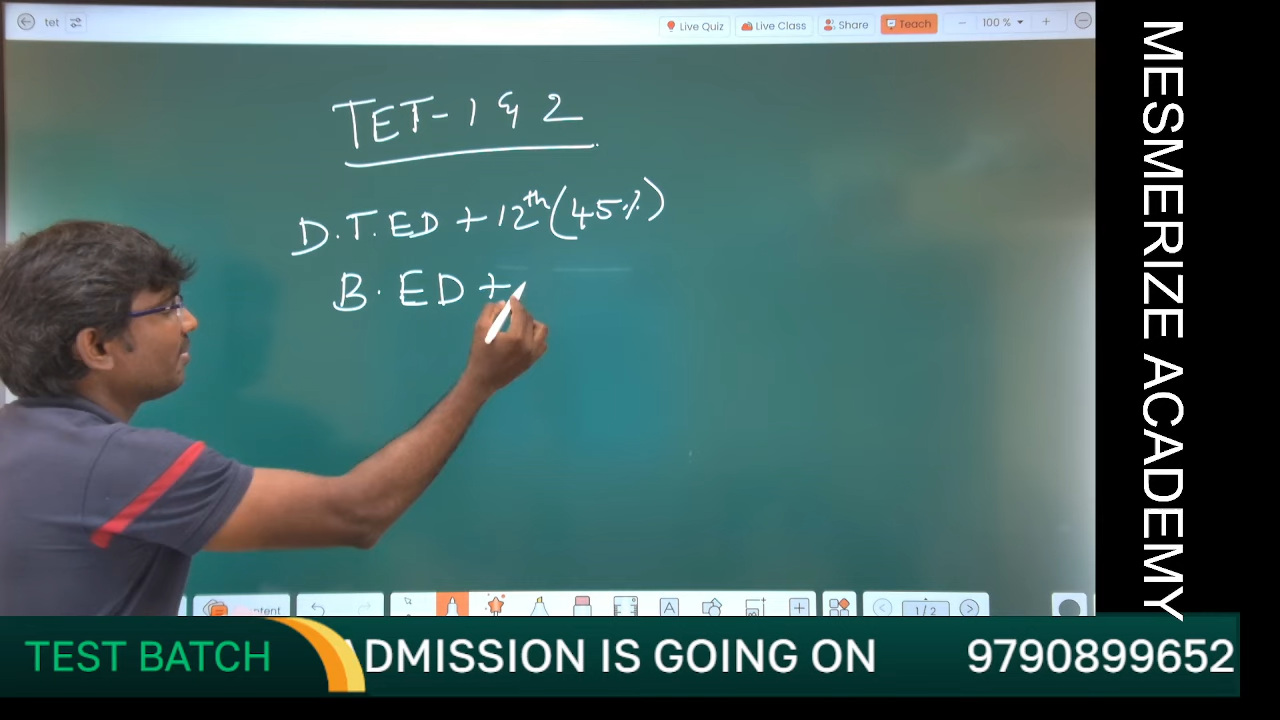 tet
Live Quiz
Live Class
Share
Teach
100 %
TET-1 & 2
D.T.ED + 12th (45%)
B.ED +
1/2
TEST BATCH
DMISSION IS GOING ON
9790899652
MESMERIZE ACADEMY